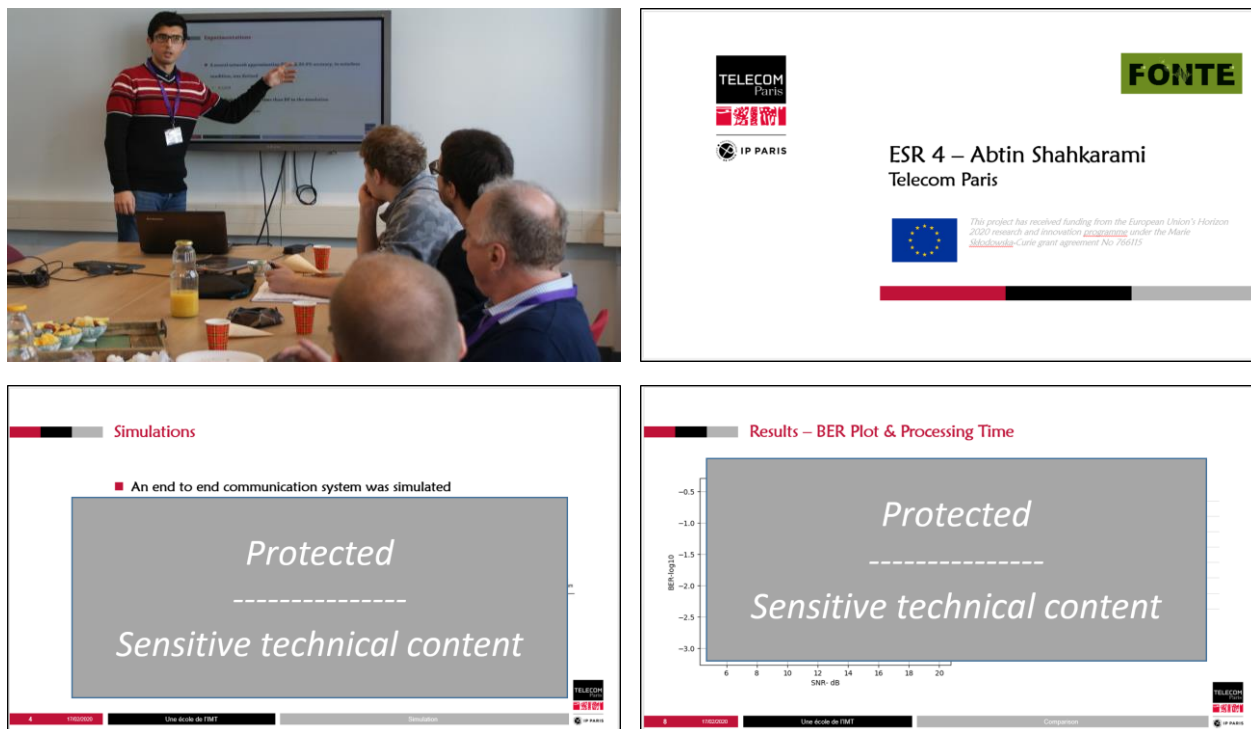 Experimentations
TELECOM
Paris
IP PARIS
FONTE
ESR 4 – Abtin Shahkarami
Telecom Paris
This project has received funding from the European Union's Horizon
2020 research and innovation programme under the Marie
Skłodowska-Curie grant agreement No 766115
Simulations
An end to end communication system was simulated
Protected
---------------
Sensitive technical content
TELECOM
Paris
IP PARIS
4 17/02/2020 Une école de l'IMT Simulation
Results – BER Plot & Processing Time
BER-log10
−0.5
−1.0
−1.5
−2.0
−2.5
−3.0
Protected
---------------
Sensitive technical content
6 8 10 12 14 16 18 20
SNR- dB
TELECOM
Paris
IP PARIS
8 17/02/2020 Une école de l'IMT Comparison